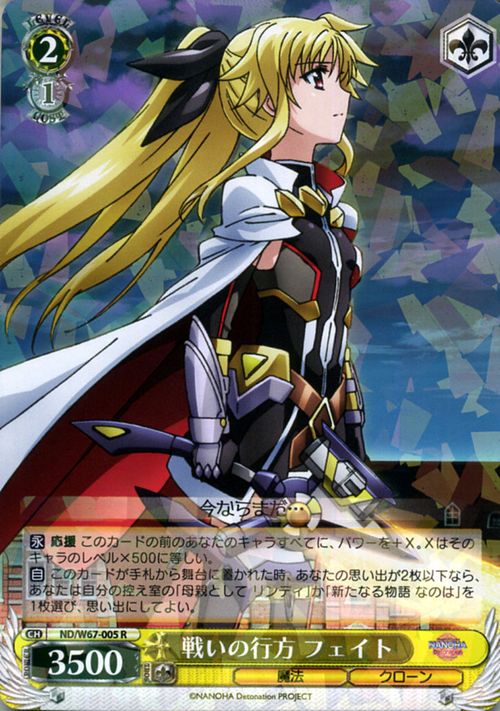 LEVEL
2
1
COST
今ならまだ…
永 応援 このカードの前のあなたのキャラすべてに、パワーを＋X。Xはその
キャラのレベル×500に等しい。
自 このカードが手札から舞台に置かれた時、あなたの思い出が2枚以下なら、
あなたは自分の控え室の「母親として リンディ」か「新たなる物語 なのは」を
1枚選び、思い出にしてよい。
CH ND/W67-005 R
3500
戦いの行方 フェイト
NANOHA
Detonation
魔法 クローン
©NANOHA Detonation PROJECT